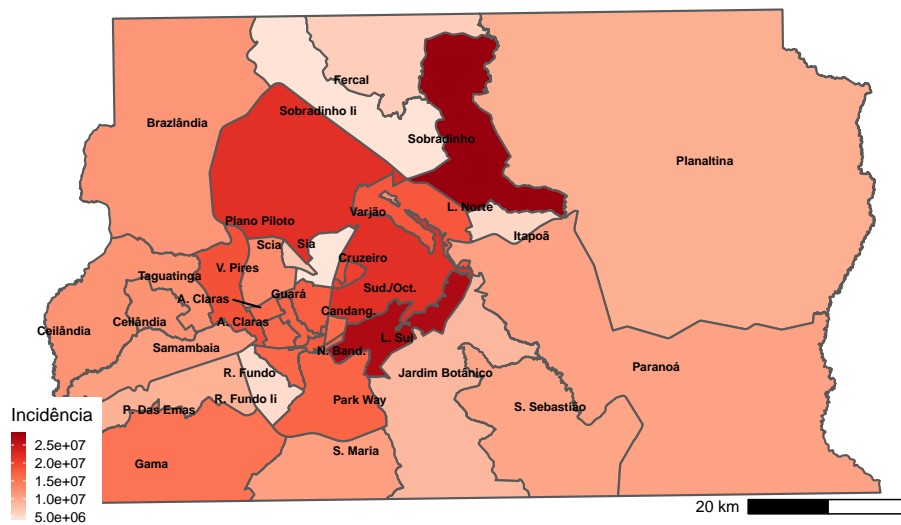 Fercal
Sobradinho Ii
Brazlândia
Sobradinho
Planaltina
L. Norte
Varjão
Plano Piloto
Itapoã
Scia
Sia
Cruzeiro
V. Pires
Taguatinga
Sud./Oct.
Guará
A. Claras
Candang.
A. Claras
Ceilândia
Ceilândia
L. Sul
Samambaia
N. Band.
Paranoá
R. Fundo
Jardim Botânico
R. Fundo Ii
Park Way
P. Das Emas
S. Sebastião
S. Maria
Gama
Incidência
2.5e+07
2.0e+07
1.5e+07
1.0e+07
5.0e+06
20 km